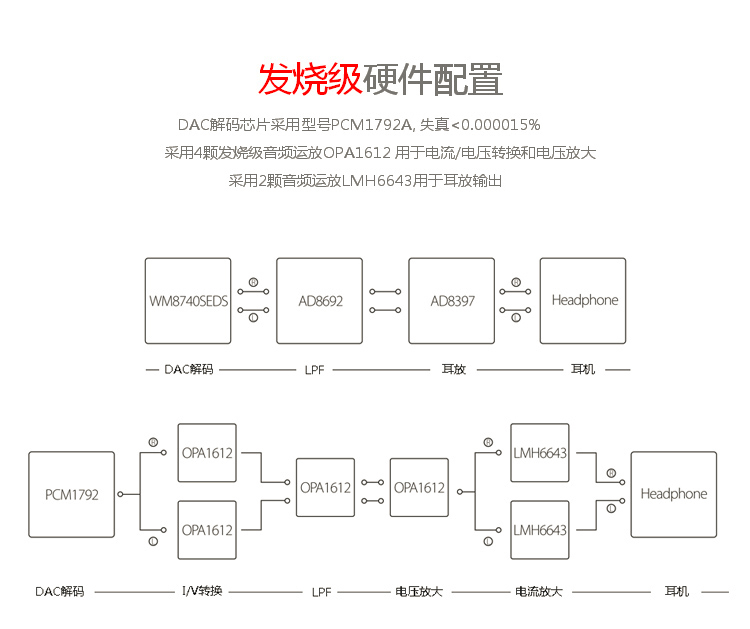 发烧级硬件配置
DAC解码芯片采用型号PCM1792A, 失真<0.000015%
采用4颗发烧级音频运放OPA1612 用于电流/电压转换和电压放大
采用2颗音频运放LMH6643用于耳放输出
R R
WM8740SEDS AD8692 AD8397 Headphone
L L
DAC解码 LPF 耳放 耳机
R R
OPA1612 LMH6643
R
PCM1792 OPA1612 OPA1612 Headphone
L
OPA1612 LMH6643
L L
DAC解码 I/V转换 LPF 电压放大 电流放大 耳机